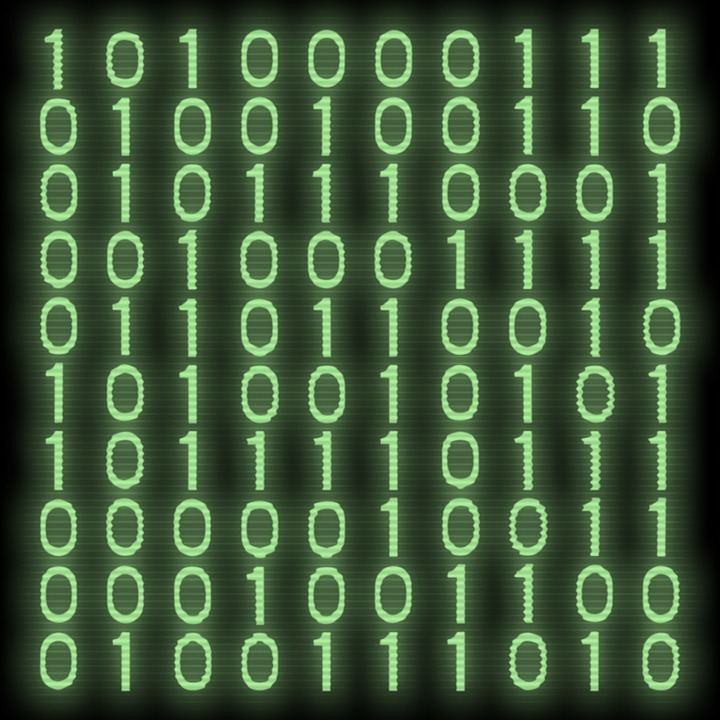 1 0 1 0 0 0 0 1 1 1
0 1 0 0 1 0 0 1 1 0
0 1 0 1 1 1 0 0 0 1
0 0 1 0 0 0 1 1 1 1
0 1 1 0 1 1 0 0 1 0
1 0 1 0 0 1 0 1 0 1
1 0 1 1 1 1 0 1 1 1
0 0 0 0 0 1 0 0 1 1
0 0 0 1 0 0 1 1 0 0
0 1 0 0 1 1 1 0 1 0